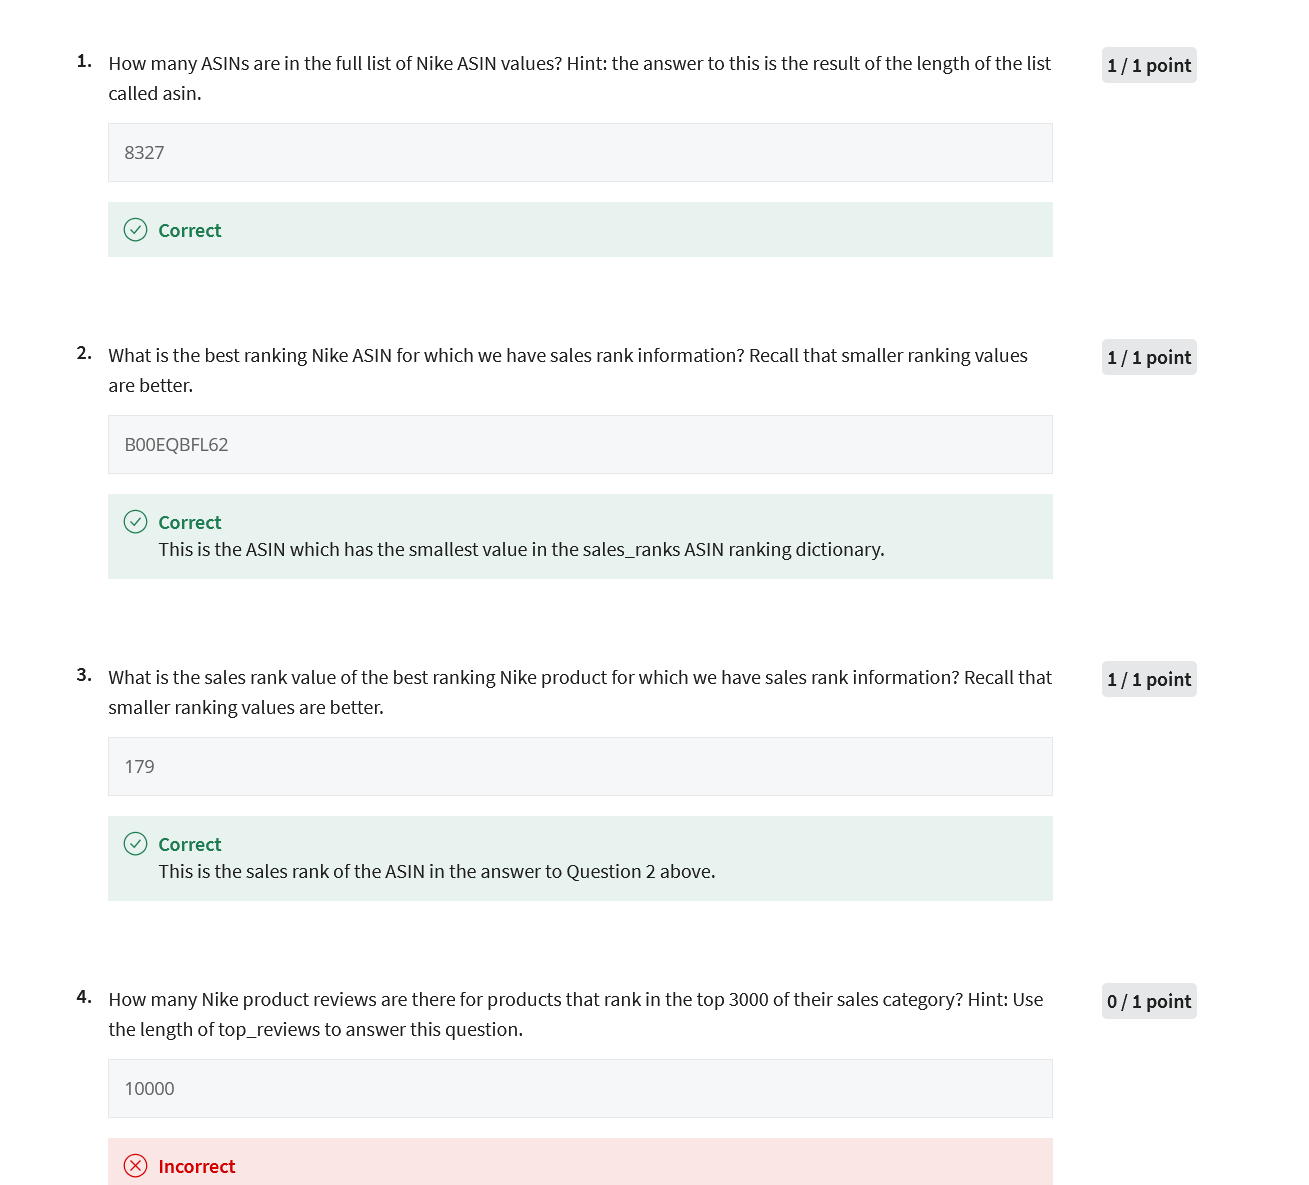 1. How many ASINs are in the full list of Nike ASIN values? Hint: the answer to this is the result of the length of the list
called asin.
1 / 1 point
8327
Correct
2. What is the best ranking Nike ASIN for which we have sales rank information? Recall that smaller ranking values
are better.
1 / 1 point
B00EQBFL62
Correct
This is the ASIN which has the smallest value in the sales_ranks ASIN ranking dictionary.
3. What is the sales rank value of the best ranking Nike product for which we have sales rank information? Recall that
smaller ranking values are better.
1 / 1 point
179
Correct
This is the sales rank of the ASIN in the answer to Question 2 above.
4. How many Nike product reviews are there for products that rank in the top 3000 of their sales category? Hint: Use
the length of top_reviews to answer this question.
0 / 1 point
10000
Incorrect